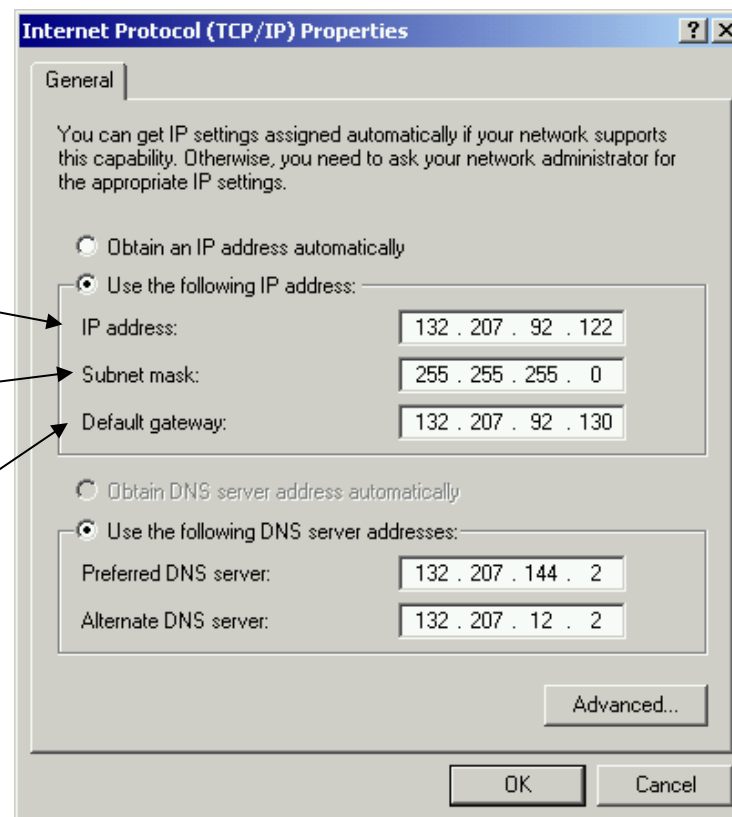 Internet Protocol (TCP/IP) Properties
General
You can get IP settings assigned automatically if your network supports
this capability. Otherwise, you need to ask your network administrator for
the appropriate IP settings.
Obtain an IP address automatically
Use the following IP address:
IP address: 132 . 207 . 92 . 122
Subnet mask: 255 . 255 . 255 . 0
Default gateway: 132 . 207 . 92 . 130
Obtain DNS server address automatically
Use the following DNS server addresses:
Preferred DNS server: 132 . 207 . 144 . 2
Alternate DNS server: 132 . 207 . 12 . 2
Advanced...
OK Cancel